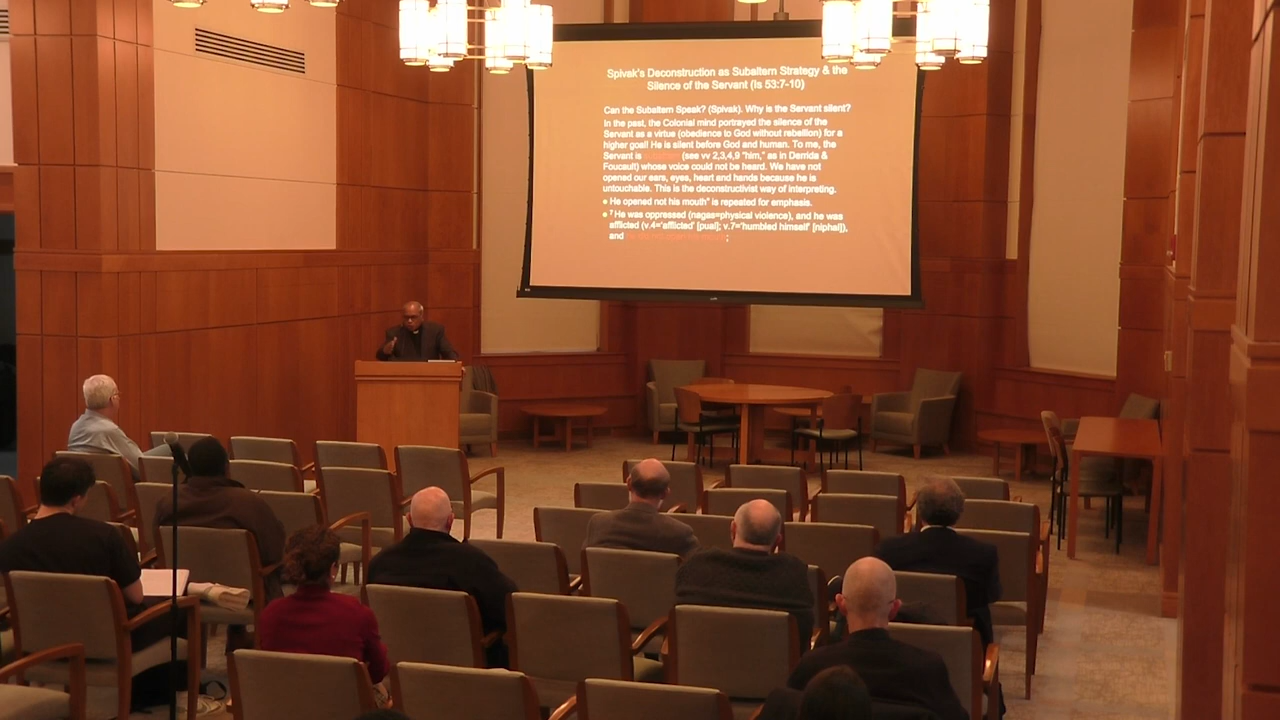 Spivak's Deconstruction as Subaltern Strategy & the
Silence of the Servant (Is 53:7-10)
Can the Subaltern Speak? (Spivak). Why is the Servant silent?
In the past, the Colonial mind portrayed the silence of the
Servant as a virtue (obedience to God without rebellion) for a
higher goal! He is silent before God and human. To me, the
Servant is subaltern (see vv 2,3,4,9 "him," as in Derrida &
Foucault) whose voice could not be heard. We have not
opened our ears, eyes, heart and hands because he is
untouchable. This is the deconstructivist way of interpreting.
• He opened not his mouth" is repeated for emphasis.
• 7 He was oppressed (nagas=physical violence), and he was
afflicted (v.4='afflicted' [pual]; v.7='humbled himself' [niphal]),
and ;